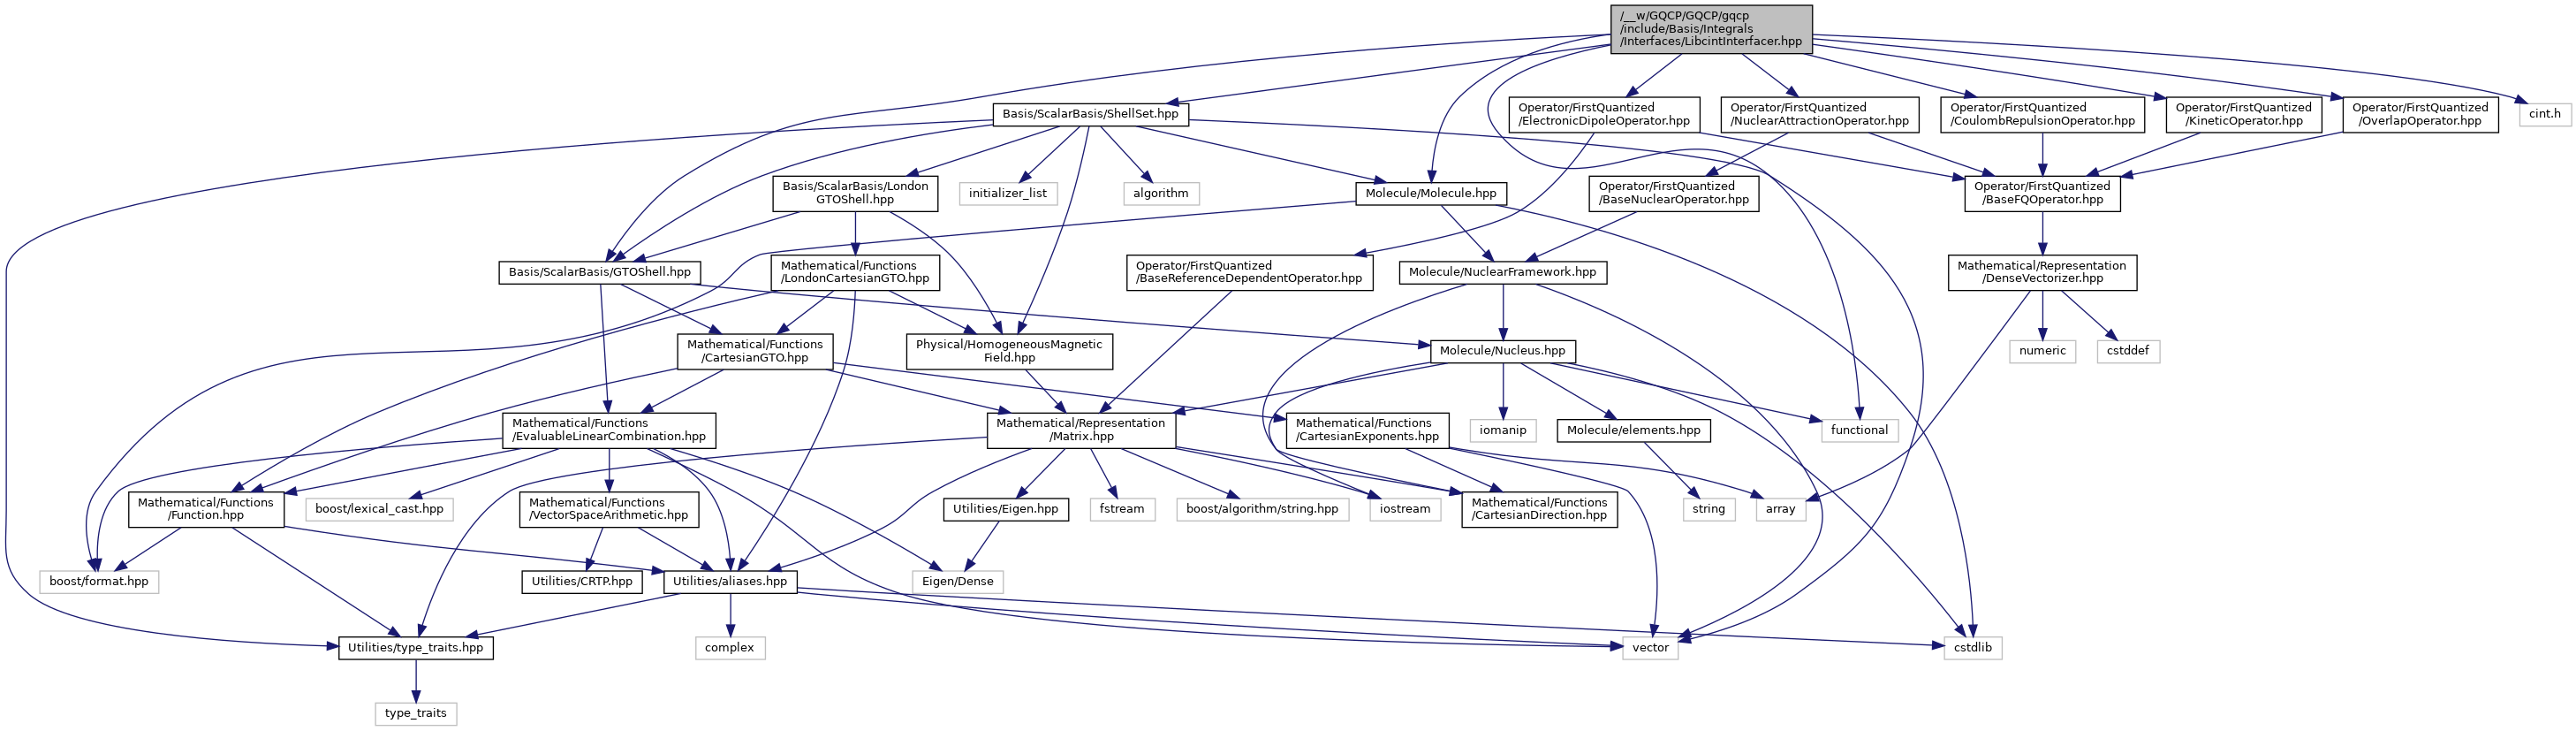 /__w/GQCP/GQCP/gqcp
/include/Basis/Integrals
/Interfaces/LibcintInterfacer.hpp
Basis/ScalarBasis/ShellSet.hpp
Operator/FirstQuantized
/ElectronicDipoleOperator.hpp
Operator/FirstQuantized
/NuclearAttractionOperator.hpp
Operator/FirstQuantized
/CoulombRepulsionOperator.hpp
Operator/FirstQuantized
/KineticOperator.hpp
Operator/FirstQuantized
/OverlapOperator.hpp
cint.h
Basis/ScalarBasis/London
GTOShell.hpp
initializer_list
algorithm
Molecule/Molecule.hpp
Operator/FirstQuantized
/BaseNuclearOperator.hpp
Operator/FirstQuantized
/BaseFQOperator.hpp
Basis/ScalarBasis/GTOShell.hpp
Mathematical/Functions
/LondonCartesianGTO.hpp
Operator/FirstQuantized
/BaseReferenceDependentOperator.hpp
Molecule/NuclearFramework.hpp
Mathematical/Representation
/DenseVectorizer.hpp
Mathematical/Functions
/CartesianGTO.hpp
Physical/HomogeneousMagnetic
Field.hpp
Molecule/Nucleus.hpp
numeric
cstddef
Mathematical/Functions
/EvaluableLinearCombination.hpp
Mathematical/Representation
/Matrix.hpp
Mathematical/Functions
/CartesianExponents.hpp
iomanip
Molecule/elements.hpp
functional
Mathematical/Functions
/Function.hpp
boost/lexical_cast.hpp
Mathematical/Functions
/VectorSpaceArithmetic.hpp
Utilities/Eigen.hpp
fstream
boost/algorithm/string.hpp
iostream
Mathematical/Functions
/CartesianDirection.hpp
string
array
boost/format.hpp
Utilities/CRTP.hpp
Utilities/aliases.hpp
Eigen/Dense
Utilities/type_traits.hpp
complex
vector
cstdlib
type_traits